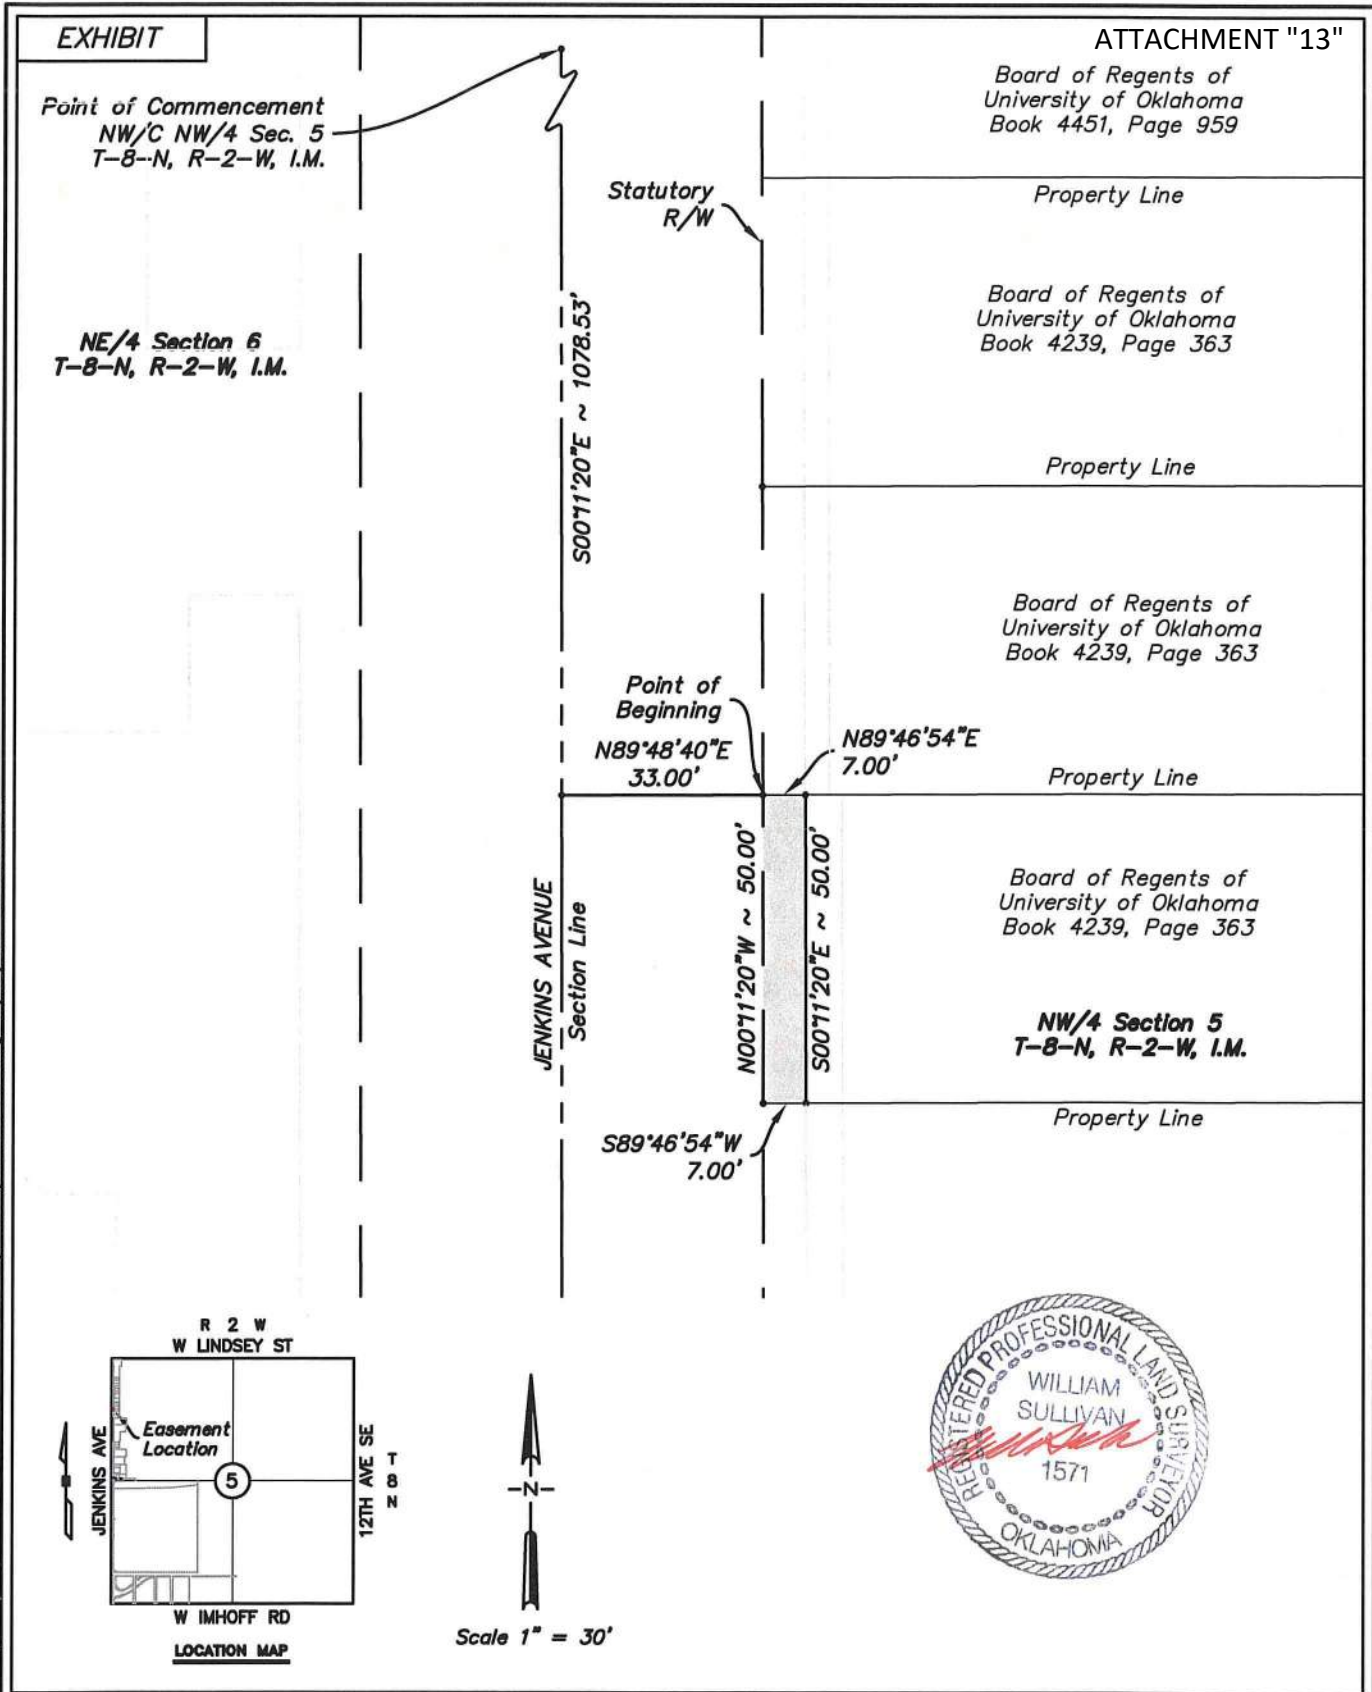 EXHIBIT
ATTACHMENT "13"
Point of Commencement
NW/C NW/4 Sec. 5
T-8-N, R-2-W, I.M.
Board of Regents of
University of Oklahoma
Book 4451, Page 959
Property Line
Statutory
R/W
Board of Regents of
University of Oklahoma
Book 4239, Page 363
NE/4 Section 6
T-8-N, R-2-W, I.M.
S00°11'20"E ~ 1078.53'
Property Line
Board of Regents of
University of Oklahoma
Book 4239, Page 363
Point of
Beginning
N89°48'40"E
33.00'
N89°46'54"E
7.00'
Property Line
JENKINS AVENUE
Section Line
N00°11'20"W ~ 50.00'
S00°11'20"E ~ 50.00'
Board of Regents of
University of Oklahoma
Book 4239, Page 363
NW/4 Section 5
T-8-N, R-2-W, I.M.
Property Line
S89°46'54"W
7.00'
R 2 W
W LINDSEY ST
JENKINS AVE
Easement
Location
5
12TH AVE SE
T
8
N
W IMHOFF RD
LOCATION MAP
N
Scale 1" = 30'
REGISTERED PROFESSIONAL LAND SURVEYOR
WILLIAM
SULLIVAN
1571
OKLAHOMA